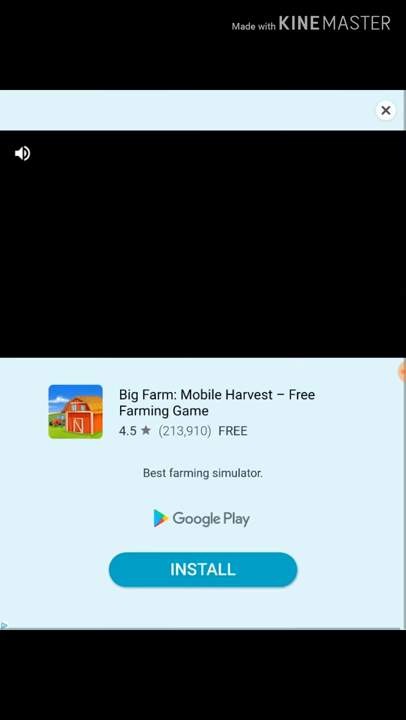 Made with KINEMASTER
Big Farm: Mobile Harvest – Free
Farming Game
4.5 ★ (213,910) FREE
Best farming simulator.
Google Play
INSTALL